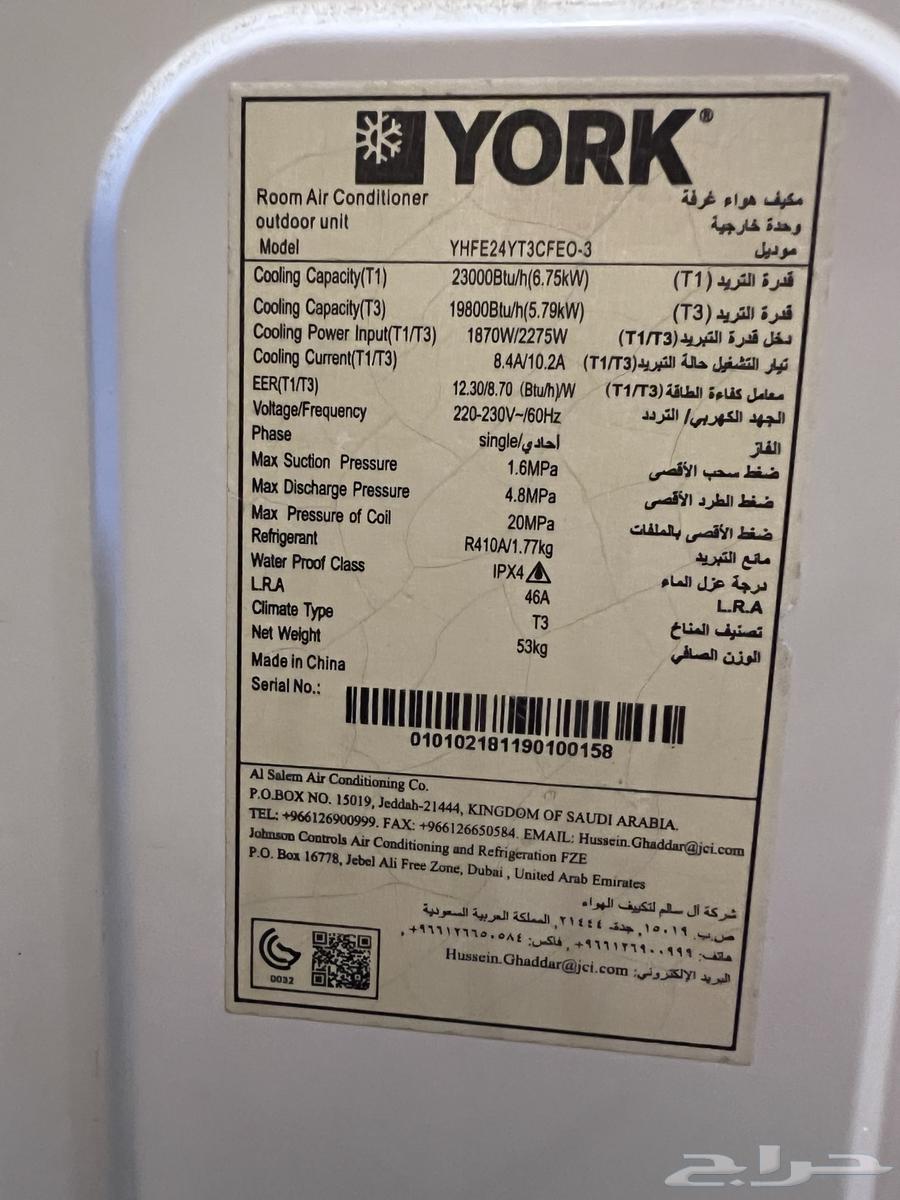 YORK®
Room Air Conditioner مكيف هواء غرفة
outdoor unit وحدة خارجية
Model YHFE24YT3CFEO-3 موديل
Cooling Capacity(T1) 23000Btu/h(6.75kW) قدرة التريد (T1)
Cooling Capacity(T3) 19800Btu/h(5.79kW) قدرة التريد (T3)
Cooling Power Input(T1/T3) 1870W/2275W دخل قدرة التبريد(T1/T3)
Cooling Current(T1/T3) 8.4A/10.2A تيار التشغيل حالة التبريد(T1/T3)
EER(T1/T3) 12.30/8.70 (Btu/h)/W معامل كفاءة الطاقة(T1/T3)
Voltage/Frequency 220-230V~/60Hz الجهد الكهربي/ التردد
Phase single/أحادي الفاز
Max Suction Pressure 1.6MPa ضغط سحب الأقصى
Max Discharge Pressure 4.8MPa ضغط الطرد الأقصى
Max Pressure of Coil 20MPa ضغط الأقصى بالملفات
Refrigerant R410A/1.77kg مانع التبريد
Water Proof Class IPX4 درجة عزل الماء
L.R.A 46A L.R.A
Climate Type T3 تصنيف المناخ
Net Weight 53kg الوزن الصافي
Made in China
Serial No.:
010102181190100158
Al Salem Air Conditioning Co.
P.O.BOX NO. 15019, Jeddah-21444, KINGDOM OF SAUDI ARABIA.
TEL: +966126900999. FAX: +966126650584. EMAIL: Hussein.Ghaddar@jci.com
Johnson Controls Air Conditioning and Refrigeration FZE
P.O. Box 16778, Jebel Ali Free Zone, Dubai , United Arab Emirates
شركة آل سالم لتكييف الهواء
ص.ب. ١٥٠١٩, جدة- ٢١٤٤٤, المملكة العربية السعودية
هاتف: ٩٦٦١٢٦٩٠٠٩٩٩+ , فاكس: ٩٦٦١٢٦٦٥٠٥٨٤+ ,
البريد الإلكتروني: Hussein.Ghaddar@jci.com
0032
حراج